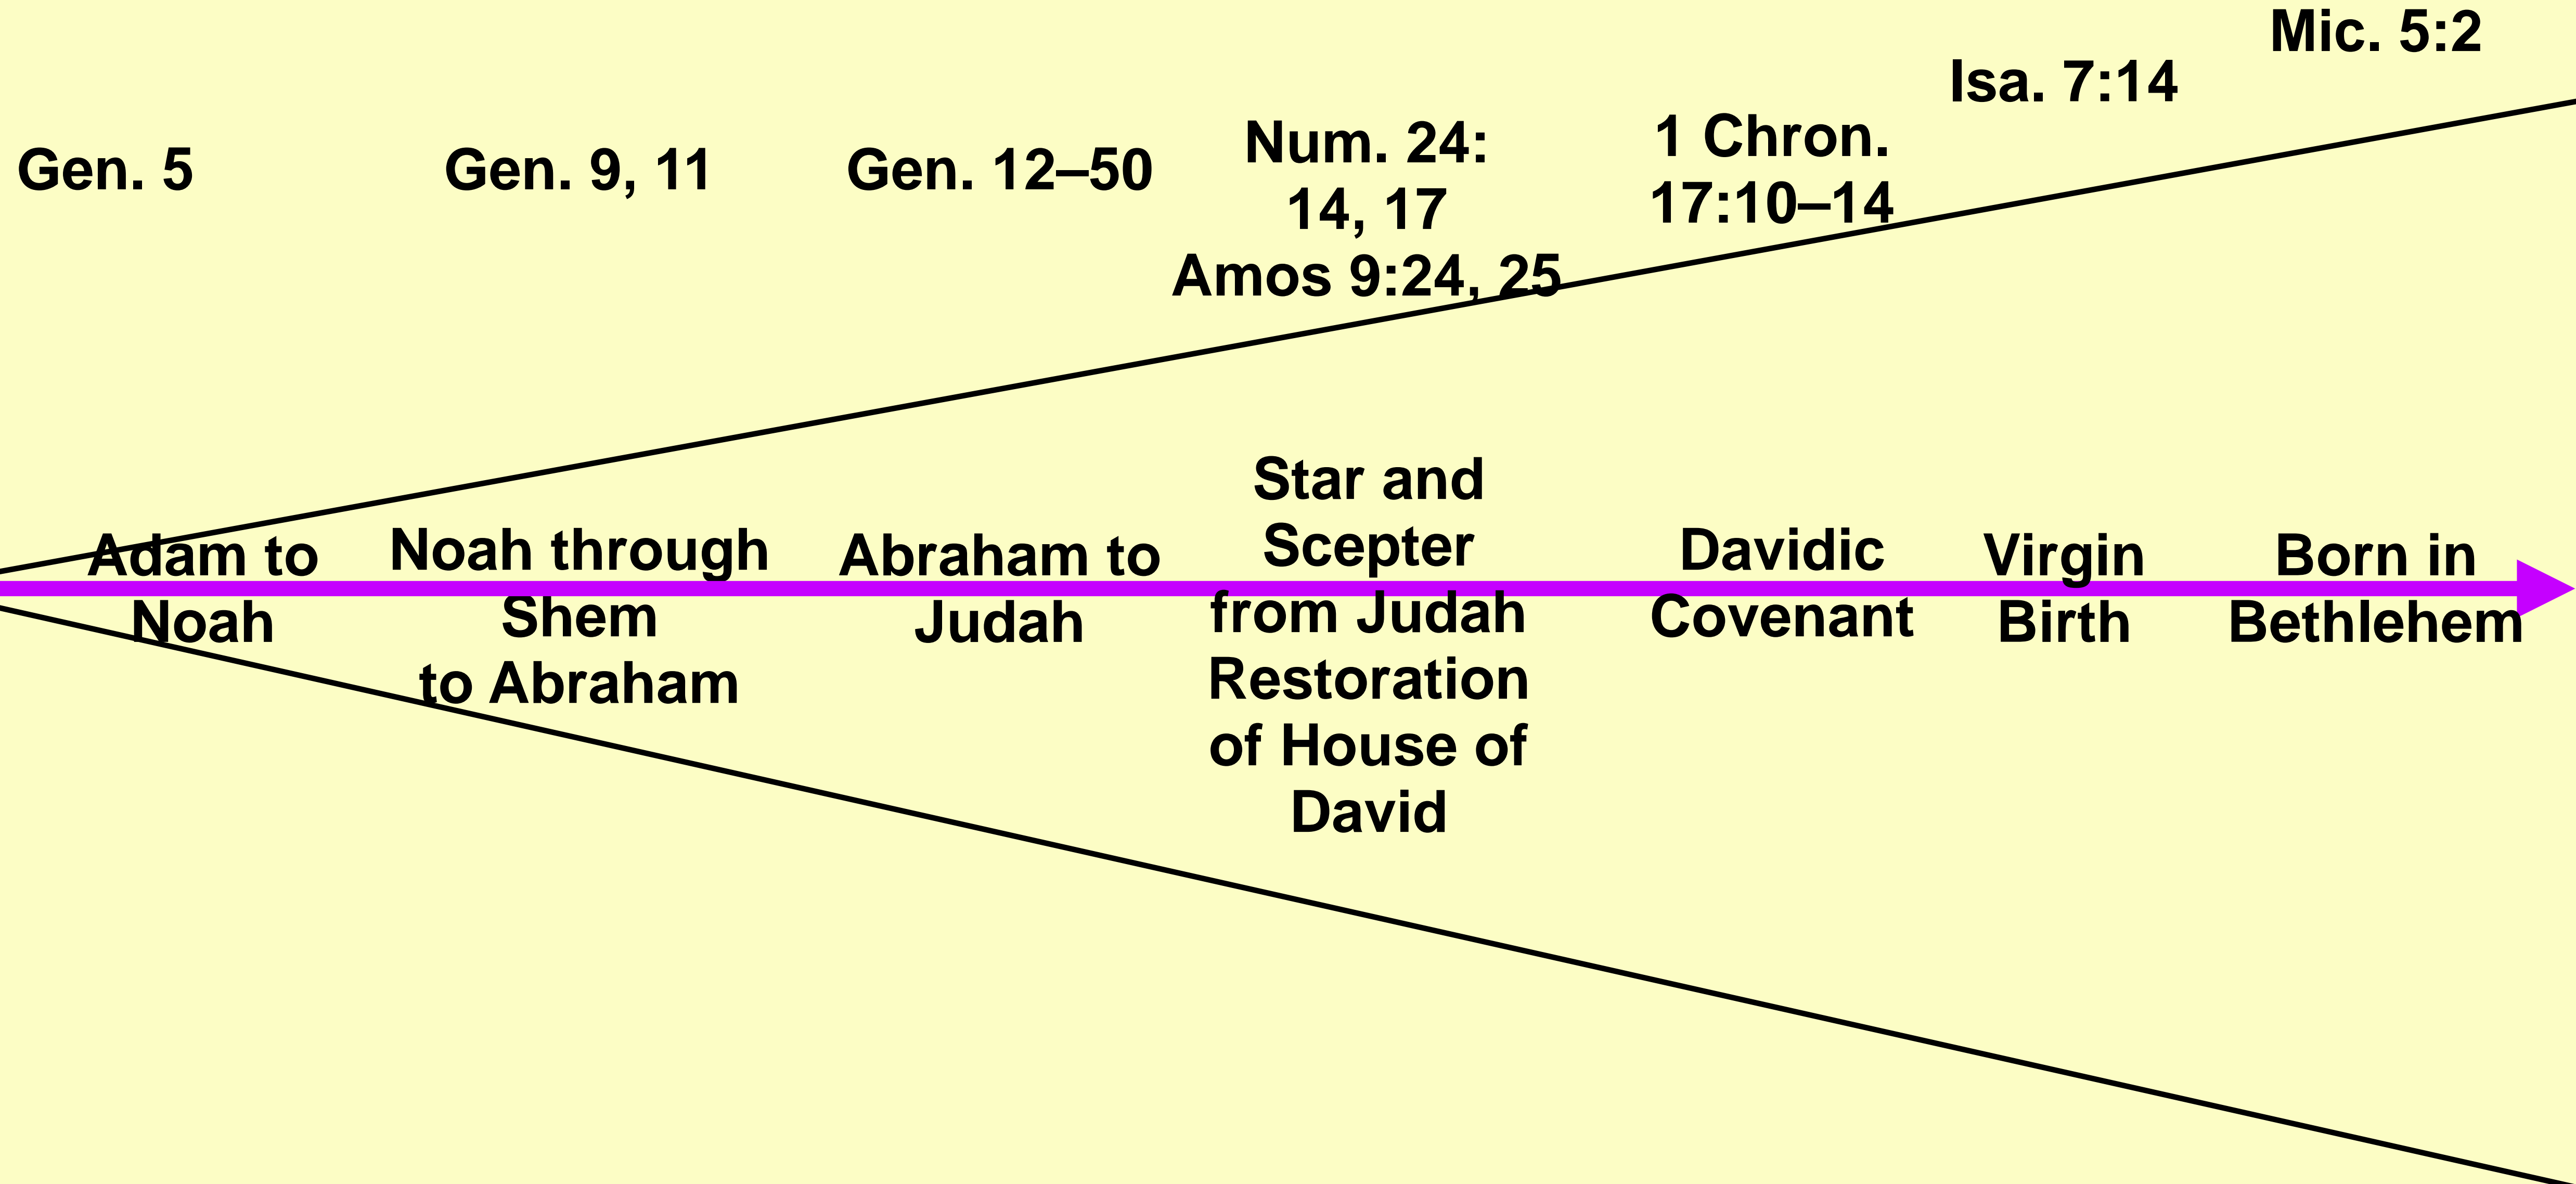 Mic. 5:2
Isa. 7:14
Gen. 5
Gen. 9, 11
Gen. 12–50
Num. 24:
14, 17
Amos 9:24, 25
1 Chron.
17:10–14
Adam to
Noah
Noah through
Shem
to Abraham
Abraham to
Judah
Star and
Scepter
from Judah
Restoration
of House of
David
Davidic
Covenant
Virgin
Birth
Born in
Bethlehem